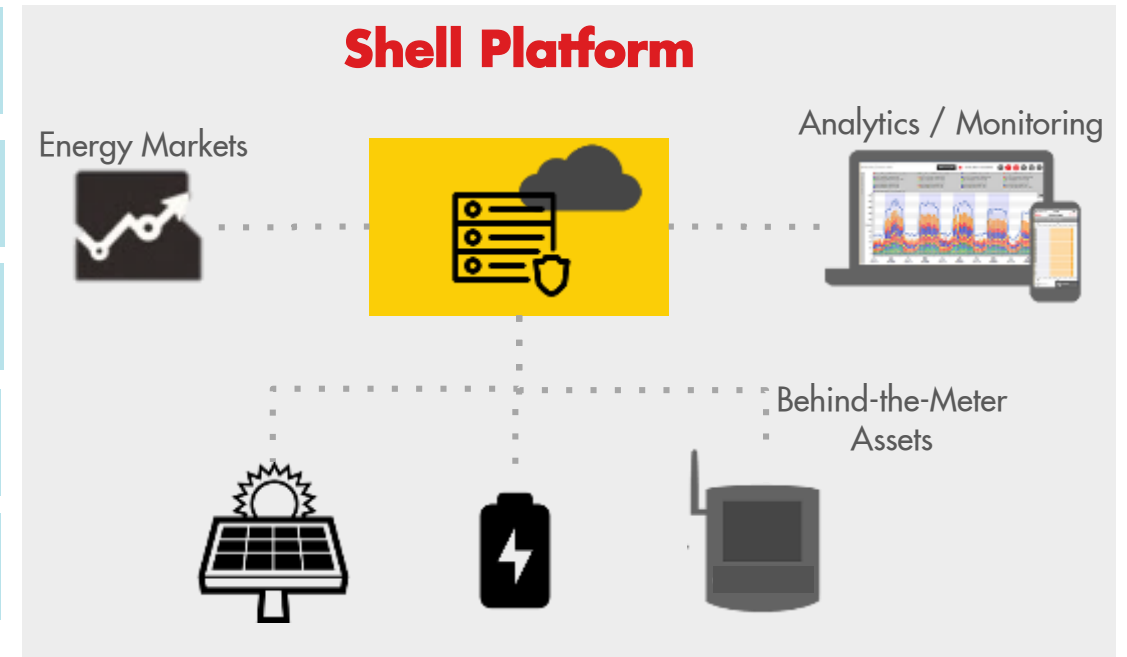 Shell Platform
Energy Markets
Analytics / Monitoring
Behind-the-Meter
Assets